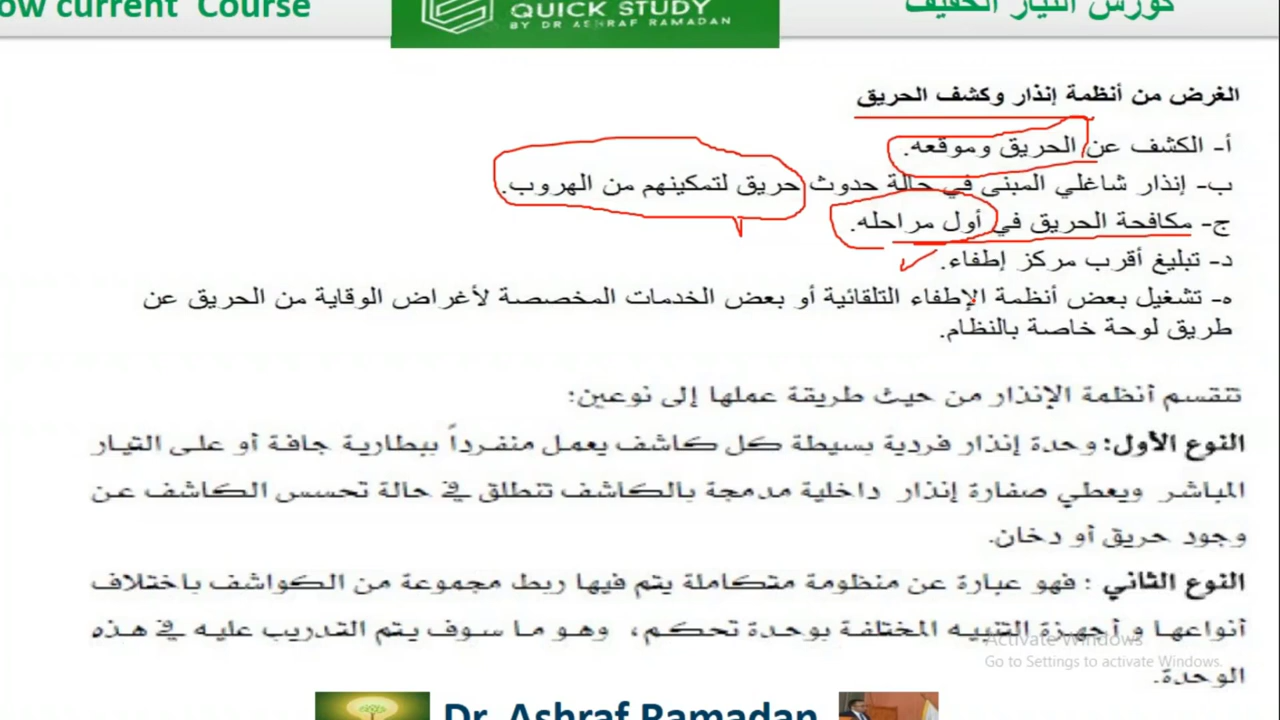 ow current Course
QUICK STUDY
BY DR ASHRAF RAMADAN
كورس التيار الخفيف
الغرض من أنظمة إنذار وكشف الحريق
أ- الكشف عن الحريق وموقعه.
ب- إنذار شاغلي المبنى في حالة حدوث حريق لتمكينهم من الهروب.
ج- مكافحة الحريق في أول مراحله.
د- تبليغ أقرب مركز إطفاء.
ه- تشغيل بعض أنظمة الإطفاء التلقائية أو بعض الخدمات المخصصة لأغراض الوقاية من الحريق عن
طريق لوحة خاصة بالنظام.
تنقسم أنظمة الإنذار من حيث طريقة عملها إلى نوعين:
النوع الأول: وحدة إنذار فردية بسيطة كل كاشف يعمل منفرداً ببطارية جافة أو على التيار
المباشر ويعطي صفارة إنذار داخلية مدمجة بالكاشف تنطلق في حالة تحسس الكاشف عن
وجود حريق أو دخان.
النوع الثاني : فهو عبارة عن منظومة متكاملة يتم فيها ربط مجموعة من الكواشف باختلاف
أنواعها و أجهزة التنبيه المختلفة بوحدة تحكم، وهو ما سوف يتم التدريب عليه في هذه
الوحدة.
Activate Windows
Go to Settings to activate Windows.
Dr. Ashraf Ramadan